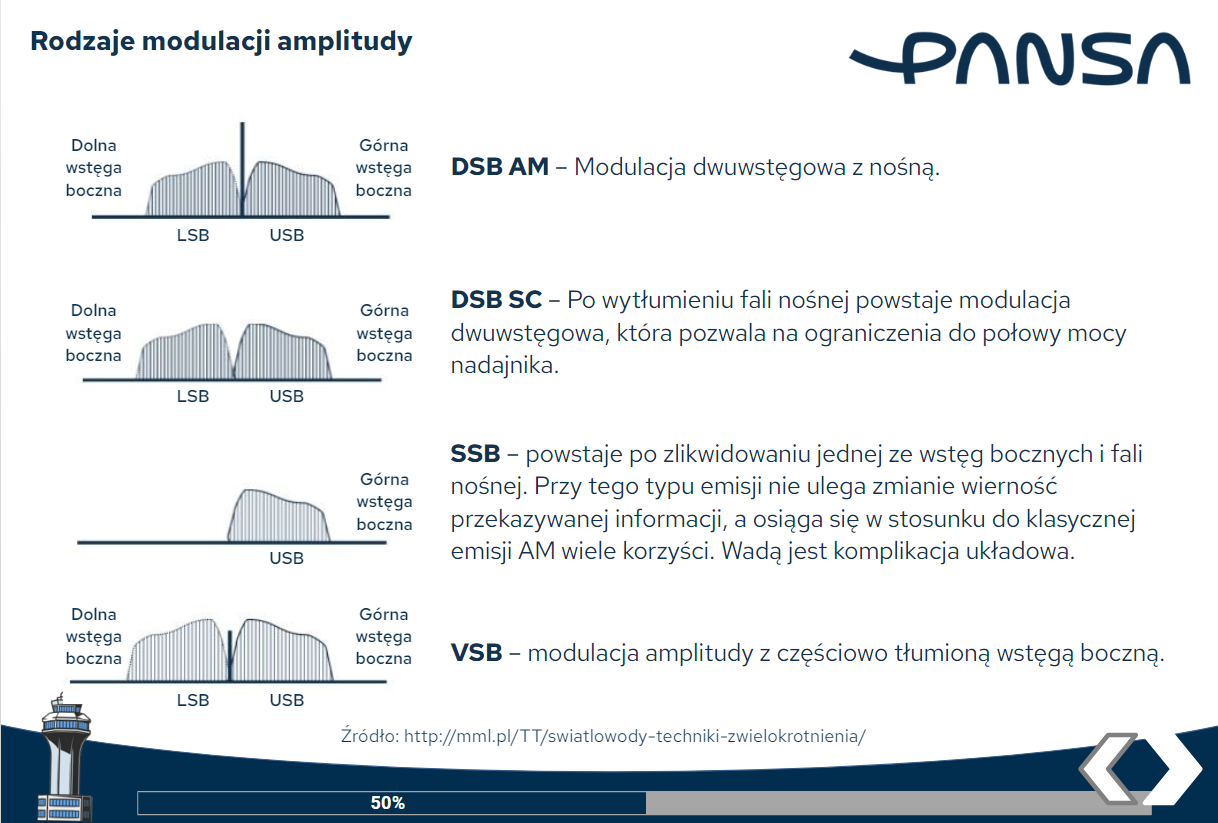 Rodzaje modulacji amplitudy
PANSA
Dolna
wstęga
boczna
Górna
wstęga
boczna
LSB
USB
DSB AM – Modulacja dwuwstęgowa z nośną.
Dolna
wstęga
boczna
Górna
wstęga
boczna
LSB
USB
DSB SC – Po wytłumieniu fali nośnej powstaje modulacja
dwuwstęgowa, która pozwala na ograniczenia do połowy mocy
nadajnika.
Górna
wstęga
boczna
USB
SSB – powstaje po zlikwidowaniu jednej ze wstęg bocznych i fali
nośnej. Przy tego typu emisji nie ulega zmianie wierność
przekazywanej informacji, a osiąga się w stosunku do klasycznej
emisji AM wiele korzyści. Wadą jest komplikacja układowa.
Dolna
wstęga
boczna
Górna
wstęga
boczna
LSB
USB
VSB – modulacja amplitudy z częściowo tłumioną wstęgą boczną.
Źródło: http://mml.pl/TT/swiatlowody-techniki-zwielokrotnienia/
50%